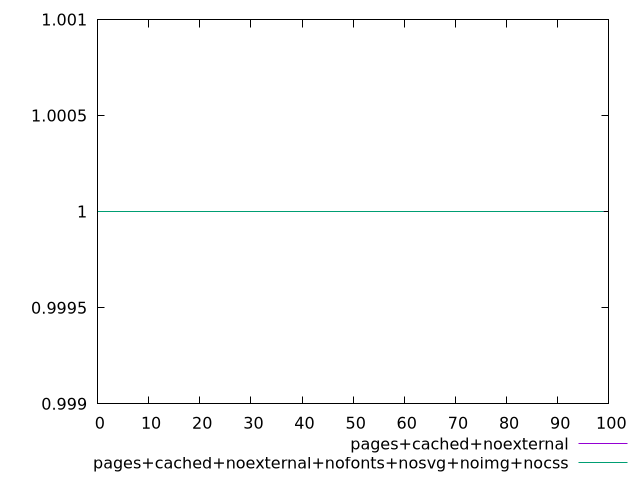 1.001
1.0005
1
0.9995
0.999
0 10 20 30 40 50 60 70 80 90 100
pages+cached+noexternal
pages+cached+noexternal+nofonts+nosvg+noimg+nocss